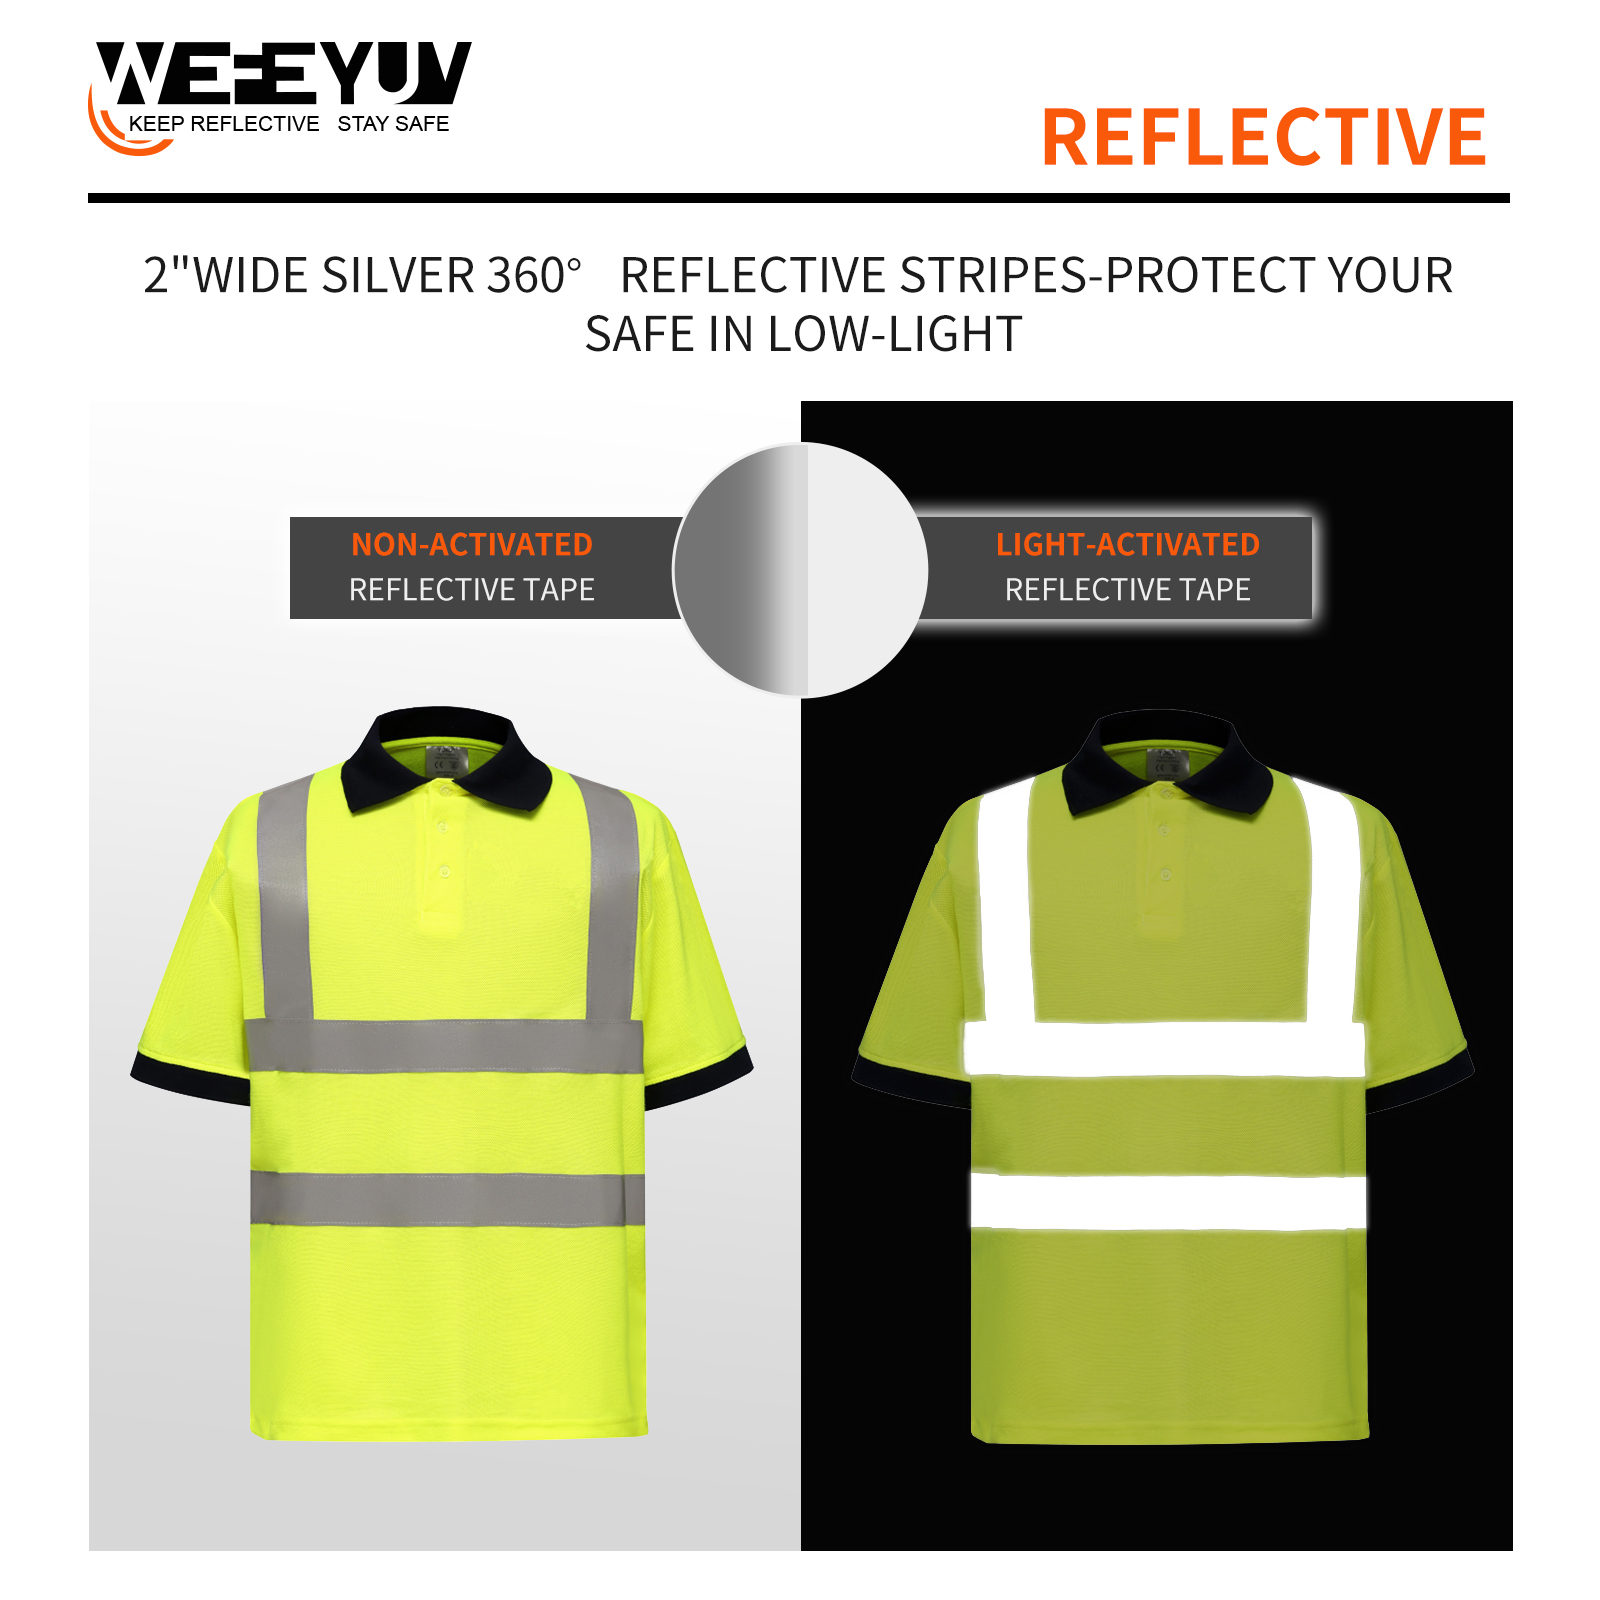 WEFEYUV
KEEP REFLECTIVE STAY SAFE
REFLECTIVE
2"WIDE SILVER 360° REFLECTIVE STRIPES-PROTECT YOUR
SAFE IN LOW-LIGHT
NON-ACTIVATED
REFLECTIVE TAPE
LIGHT-ACTIVATED
REFLECTIVE TAPE